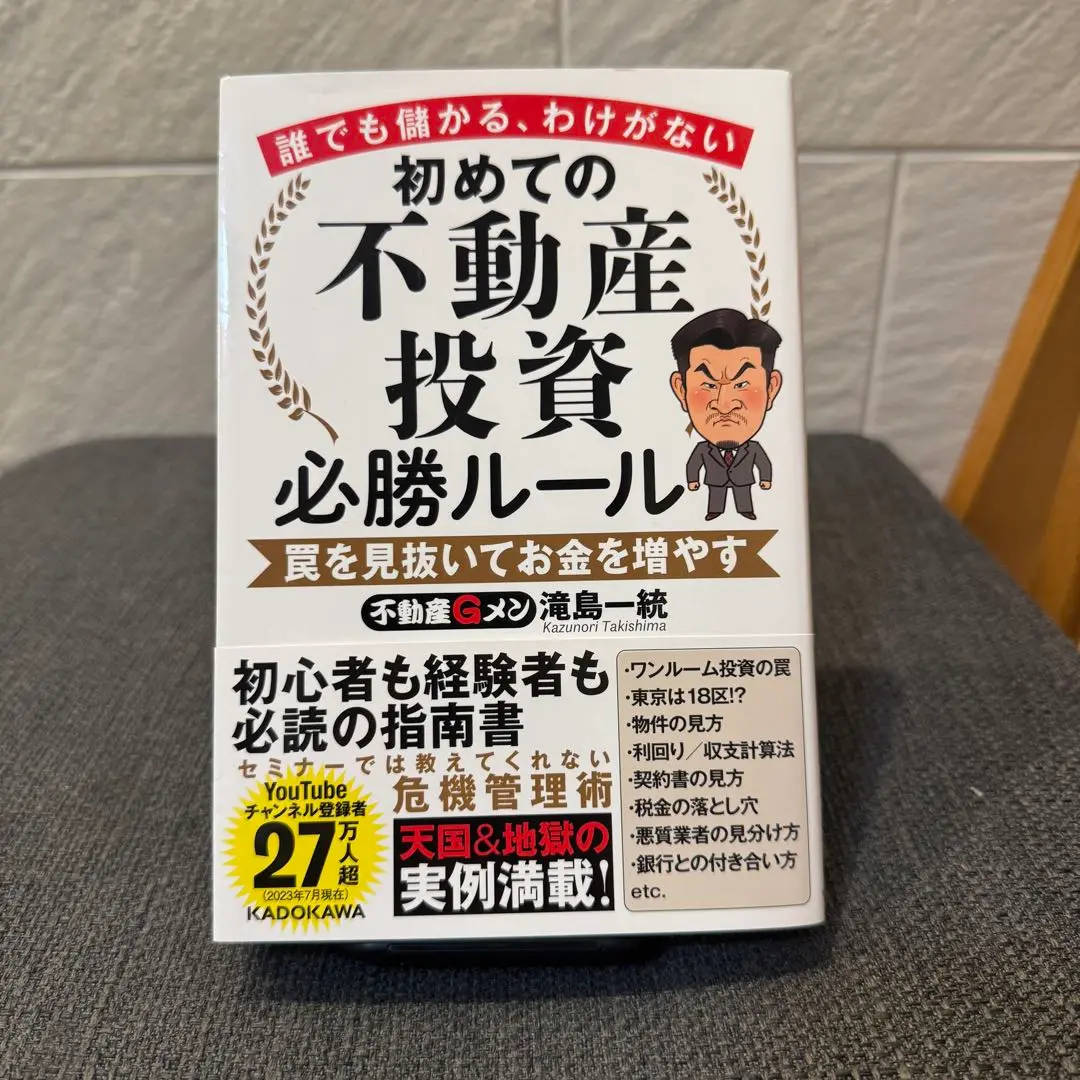 誰でも儲かる、わけがない
初めての
不動産
投資
必勝ルール
罠を見抜いてお金を増やす
不動産Gメン 滝島一統
Kazunori Takishima
初心者も経験者も
必読の指南書
セミナーでは教えてくれない
危機管理術
YouTube
チャンネル登録者
27万人超
(2023年7月現在)
KADOKAWA
天国&地獄の
実例満載!
・ワンルーム投資の罠
・東京は18区!?
・物件の見方
・利回り／収支計算法
・契約書の見方
・税金の落とし穴
・悪質業者の見分け方
・銀行との付き合い方
etc.